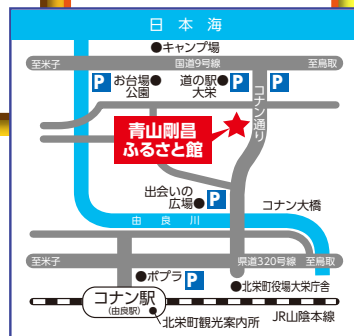 日本海
キャンプ場
至米子
国道9号線
至鳥取
P
お台場
公園
道の駅
大栄
P
P
コナン通り
青山剛昌
ふるさと館
出会いの
広場
P
コナン大橋
由良川
至米子
県道320号線
至鳥取
ポプラ
P
北栄町役場大栄庁舎
コナン駅
(由良駅)
北栄町観光案内所
JR山陰本線